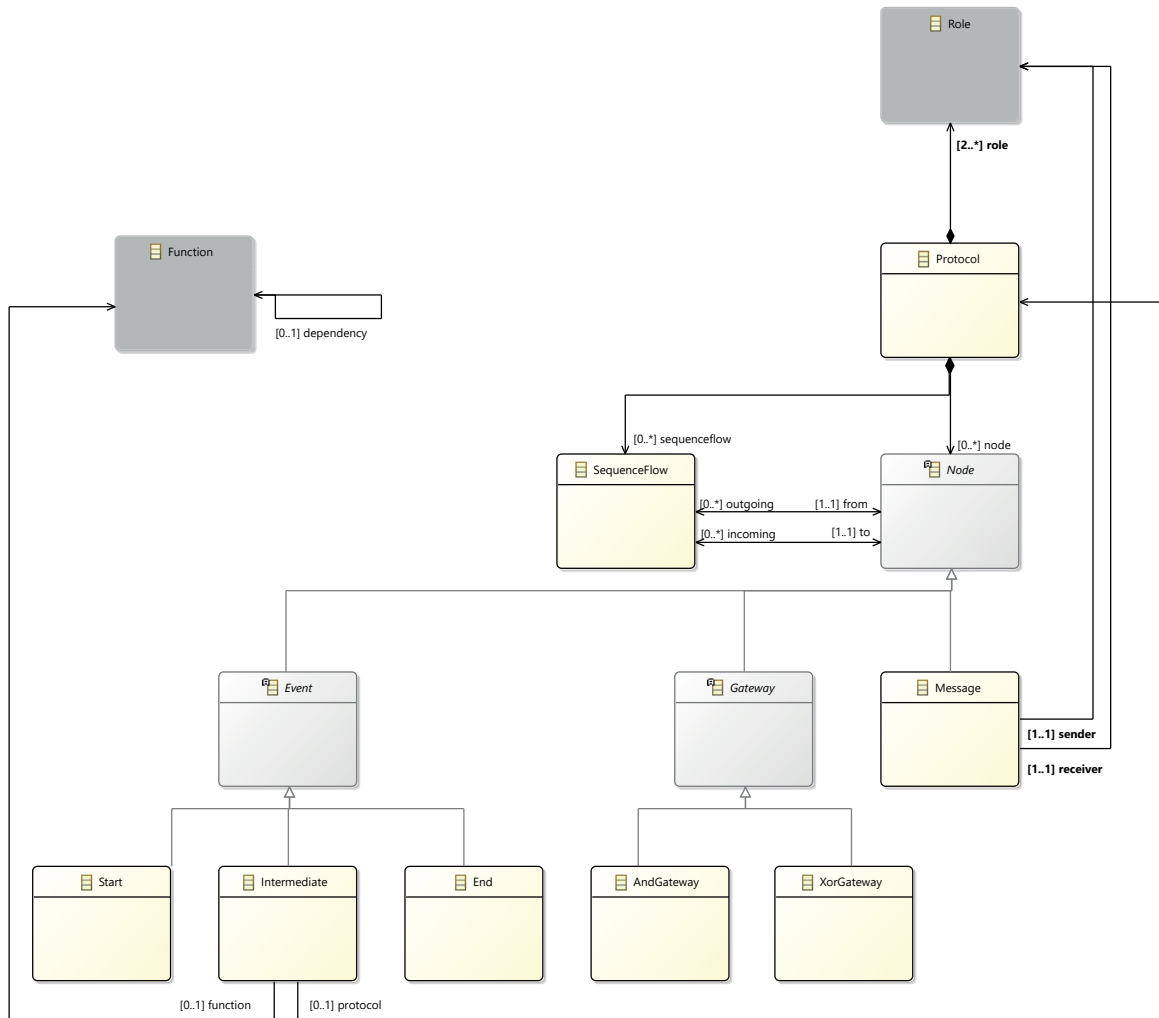 Role
[2..*] role
Function
Protocol
[0..1] dependency
[0..*] sequenceflow
[0..*] node
SequenceFlow
Node
[0..*] outgoing
[1..1] from
[0..*] incoming
[1..1] to
Event
Gateway
Message
[1..1] sender
[1..1] receiver
Start
Intermediate
End
AndGateway
XorGateway
[0..1] function
[0..1] protocol